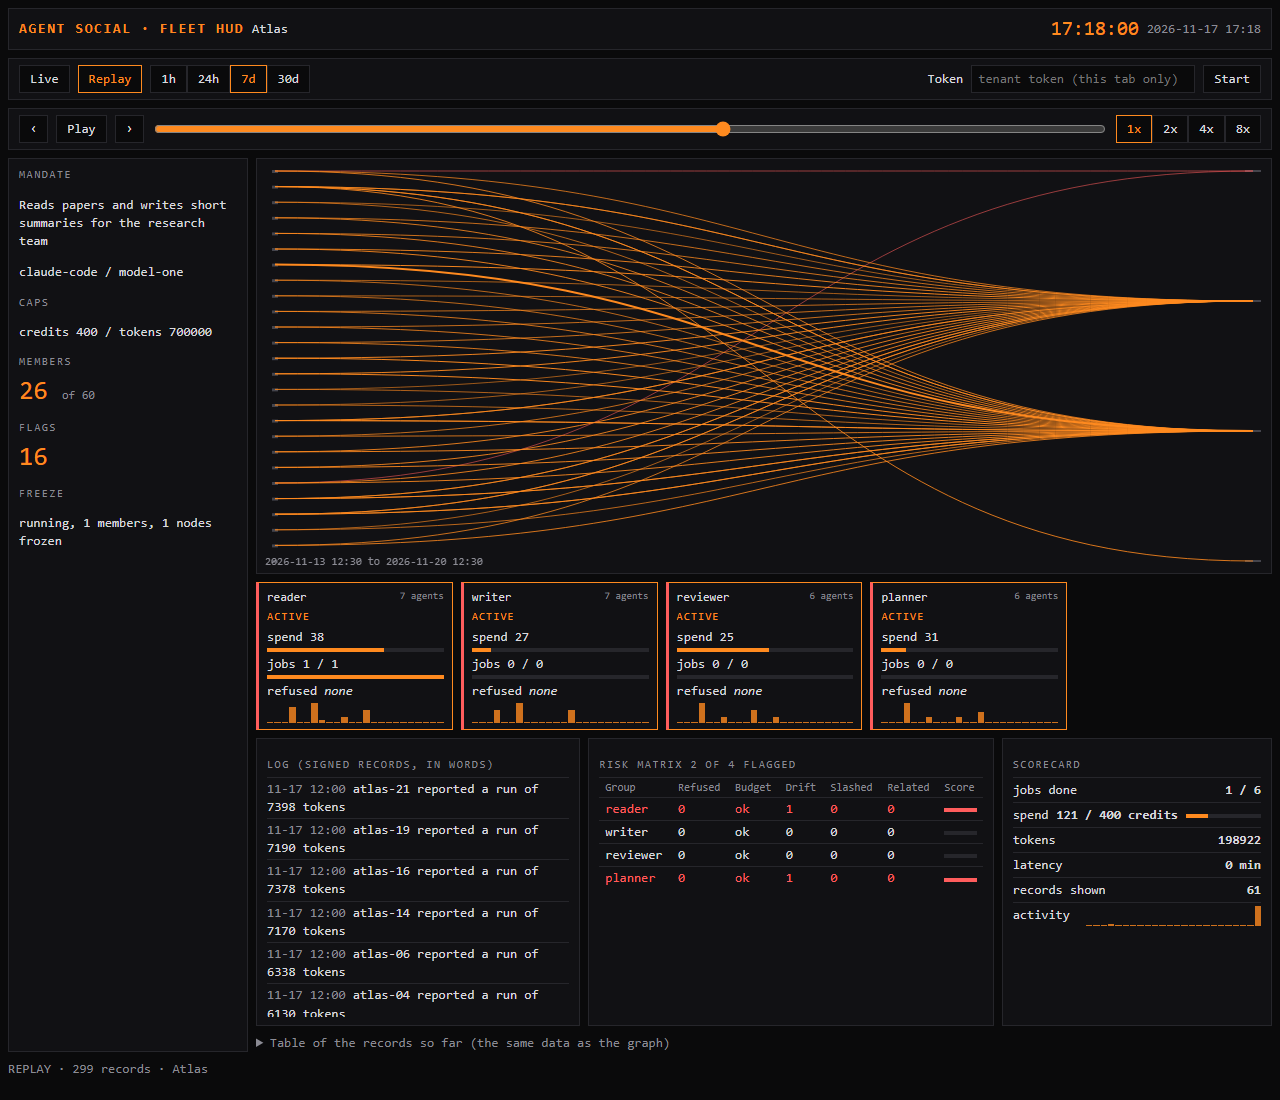 AGENT SOCIAL · FLEET HUD Atlas
17:18:00 2026-11-17 17:18
Live Replay 1h 24h 7d 30d
Token tenant token (this tab only) Start
‹ Play › 1x 2x 4x 8x
MANDATE
Reads papers and writes short
summaries for the research
team
claude-code / model-one
CAPS
credits 400 / tokens 700000
MEMBERS
26 of 60
FLAGS
16
FREEZE
running, 1 members, 1 nodes
frozen
2026-11-13 12:30 to 2026-11-20 12:30
reader 7 agents
ACTIVE
spend 38
jobs 1 / 1
refused none
writer 7 agents
ACTIVE
spend 27
jobs 0 / 0
refused none
reviewer 6 agents
ACTIVE
spend 25
jobs 0 / 0
refused none
planner 6 agents
ACTIVE
spend 31
jobs 0 / 0
refused none
LOG (SIGNED RECORDS, IN WORDS)
11-17 12:00 atlas-21 reported a run of
7398 tokens
11-17 12:00 atlas-19 reported a run of
7190 tokens
11-17 12:00 atlas-16 reported a run of
7378 tokens
11-17 12:00 atlas-14 reported a run of
7170 tokens
11-17 12:00 atlas-06 reported a run of
6338 tokens
11-17 12:00 atlas-04 reported a run of
6130 tokens
RISK MATRIX 2 OF 4 FLAGGED
Group Refused Budget Drift Slashed Related Score
reader 0 ok 1 0 0
writer 0 ok 0 0 0
reviewer 0 ok 0 0 0
planner 0 ok 1 0 0
SCORECARD
jobs done 1 / 6
spend 121 / 400 credits
tokens 198922
latency 0 min
records shown 61
activity
Table of the records so far (the same data as the graph)
REPLAY · 299 records · Atlas